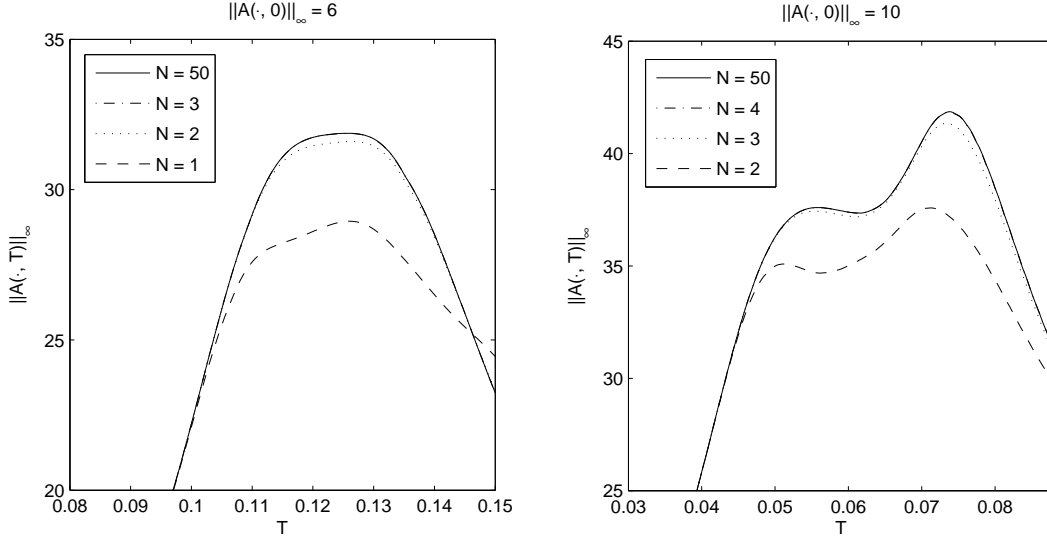 ||A(·, 0)||∞ = 6
35
30
25
20
0.08
0.09
0.1
0.11
0.12
0.13
0.14
0.15
T
||A(·, T)||∞
N = 50
N = 3
N = 2
N = 1
||A(·, 0)||∞ = 10
45
40
35
30
25
0.03
0.04
0.05
0.06
0.07
0.08
T
||A(·, T)||∞
N = 50
N = 4
N = 3
N = 2